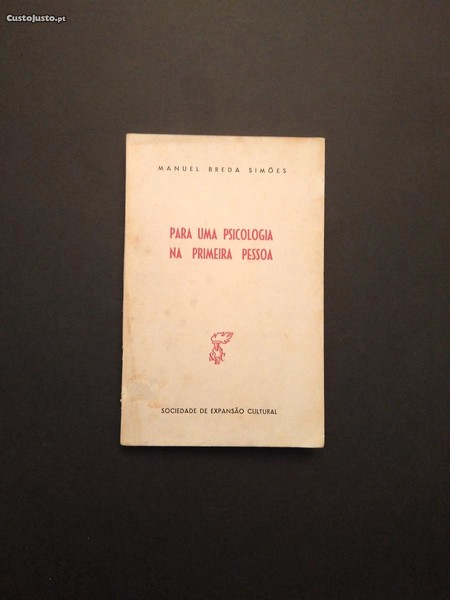 CustoJusto.pt
MANUEL BREDA SIMÕES
PARA UMA PSICOLOGIA
NA PRIMEIRA PESSOA
SOCIEDADE DE EXPANSÃO CULTURAL